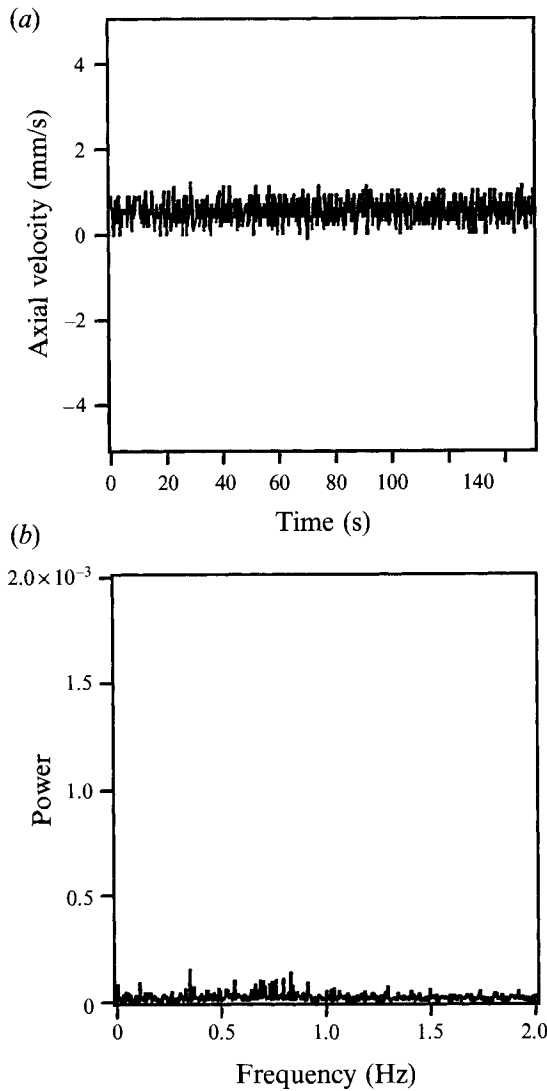 (a)
4
2
0
−2
−4
Axial velocity (mm/s)
0 20 40 60 80 100 140
Time (s)
(b)
2.0 × 10⁻³
1.5
1.0
0.5
0
Power
0 0.5 1.0 1.5 2.0
Frequency (Hz)